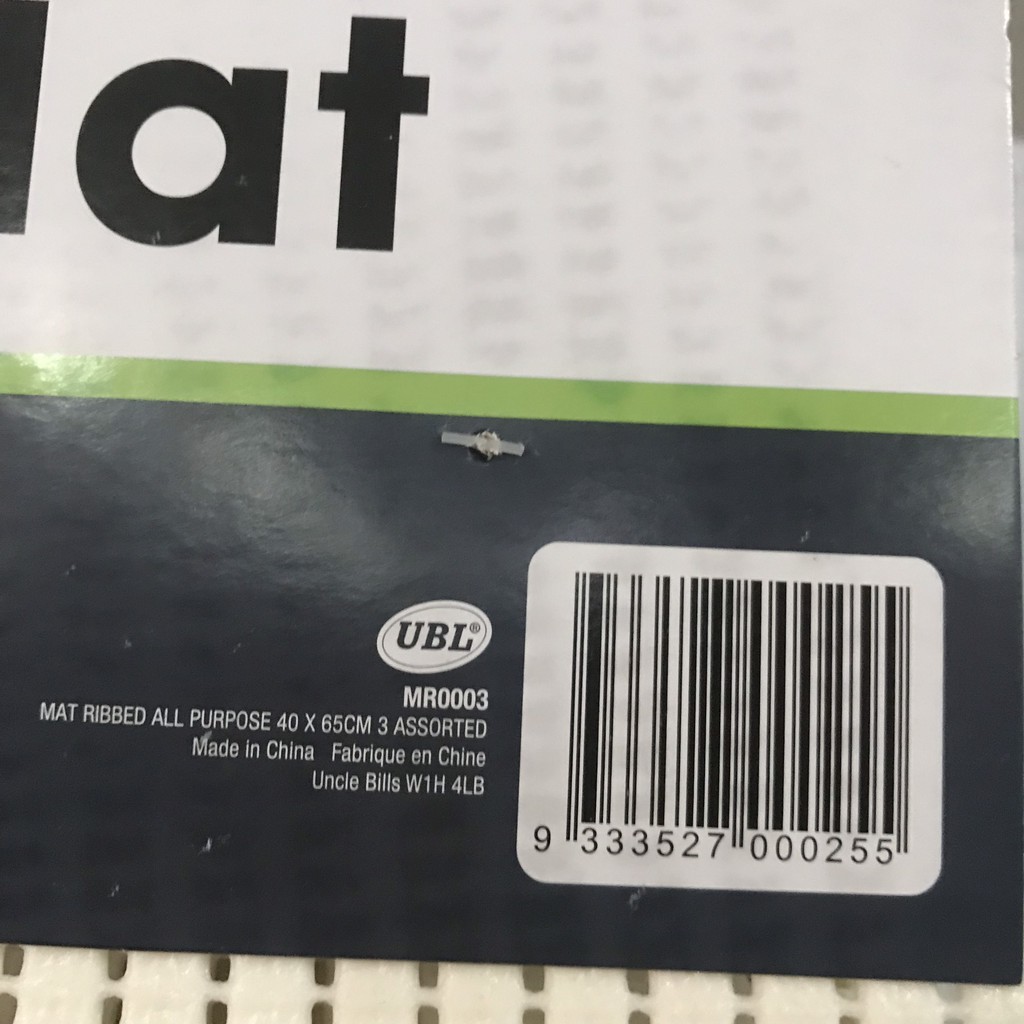 at
UBL®
MR0003
MAT RIBBED ALL PURPOSE 40 X 65CM 3 ASSORTED
Made in China Fabrique en Chine
Uncle Bills W1H 4LB
9 333527 000255